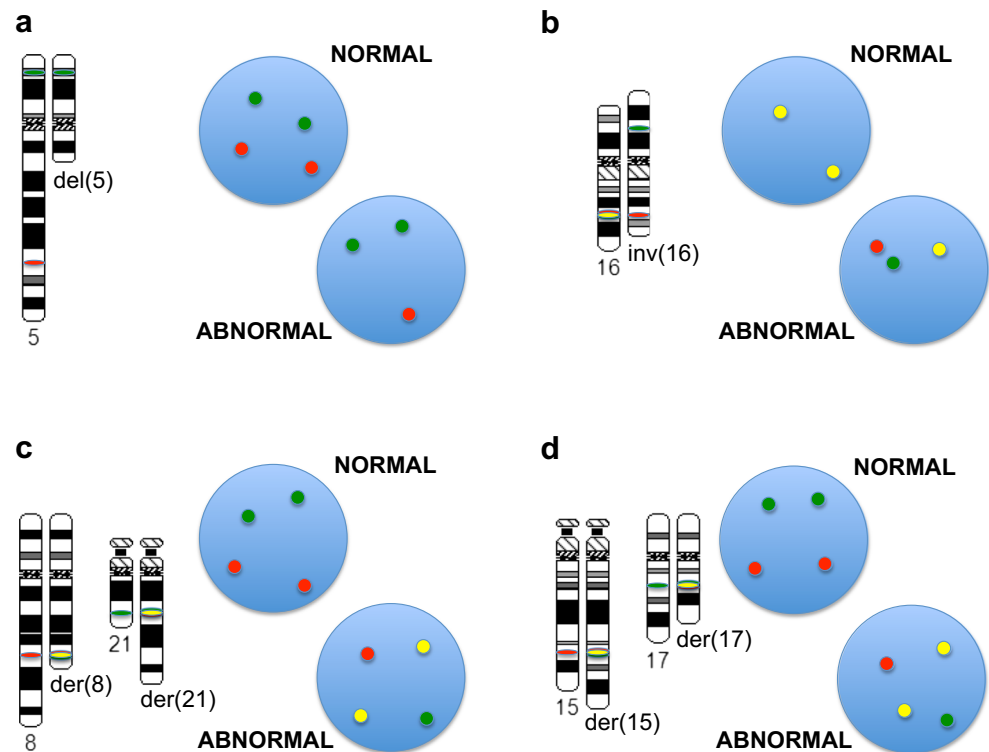 a
NORMAL
del(5)
ABNORMAL
5
b
NORMAL
16
inv(16)
ABNORMAL
c
NORMAL
21
der(8)
der(21)
8
ABNORMAL
d
NORMAL
17
der(17)
15
der(15)
ABNORMAL